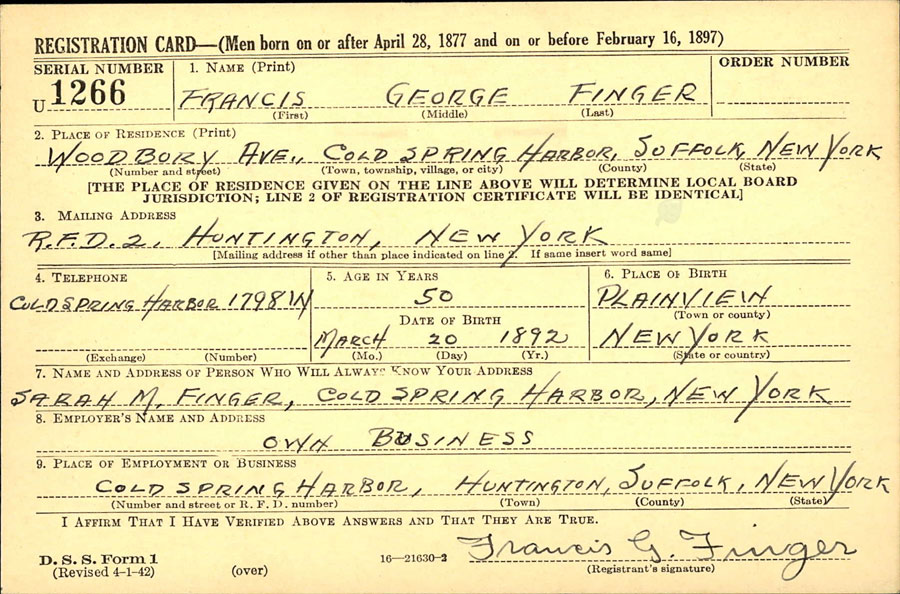 REGISTRATION CARD—(Men born on or after April 28, 1877 and on or before February 16, 1897)
SERIAL NUMBER
1. NAME (Print)
ORDER NUMBER
U 1266
FRANCIS GEORGE FINGER
(First) (Middle) (Last)
2. PLACE OF RESIDENCE (Print)
WOODBURY AVE., COLD SPRING HARBOR, SUFFOLK, NEW YORK
(Number and street) (Town, township, village, or city) (County) (State)
[THE PLACE OF RESIDENCE GIVEN ON THE LINE ABOVE WILL DETERMINE LOCAL BOARD
JURISDICTION; LINE 2 OF REGISTRATION CERTIFICATE WILL BE IDENTICAL]
3. MAILING ADDRESS
R.F.D. 2, HUNTINGTON, NEW YORK
[Mailing address if other than place indicated on line 2. If same insert word same]
4. TELEPHONE
5. AGE IN YEARS
6. PLACE OF BIRTH
COLD SPRING HARBOR 1798W
50
PLAINVIEW
(Town or county)
DATE OF BIRTH
MARCH 20 1892
NEW YORK
(Exchange) (Number)
(Mo.) (Day) (Yr.)
(State or country)
7. NAME AND ADDRESS OF PERSON WHO WILL ALWAYS KNOW YOUR ADDRESS
SARAH M. FINGER, COLD SPRING HARBOR, NEW YORK
8. EMPLOYER'S NAME AND ADDRESS
OWN BUSINESS
9. PLACE OF EMPLOYMENT OR BUSINESS
COLD SPRING HARBOR, HUNTINGTON, SUFFOLK, NEW YORK
(Number and street or R. F. D. number) (Town) (County) (State)
I AFFIRM THAT I HAVE VERIFIED ABOVE ANSWERS AND THAT THEY ARE TRUE.
D. S. S. Form 1
(Revised 4-1-42) (over) 16—21630-2
Francis G. Finger
(Registrant's signature)